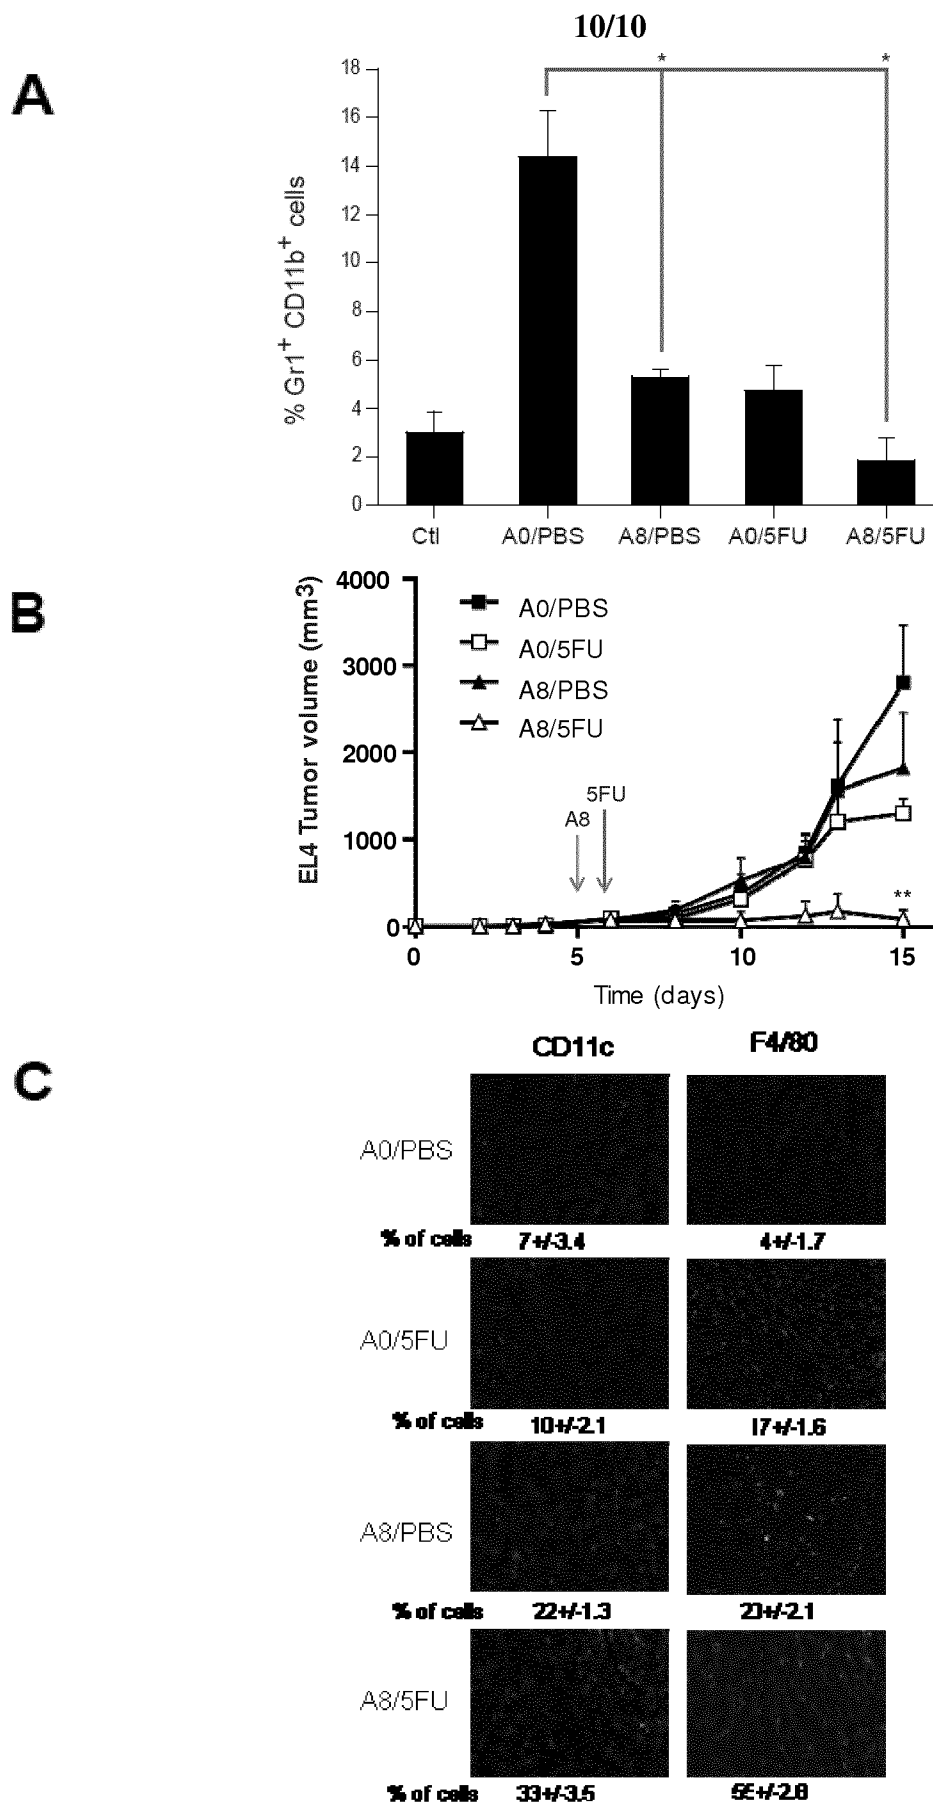 10/10
A
*
*
% Gr1+ CD11b+ cells
18
16
14
12
10
8
6
4
2
0
Ctl
A0/PBS
A8/PBS
A0/5FU
A8/5FU
B
EL4 Tumor volume (mm3)
4000
3000
2000
1000
0
A0/PBS
A0/5FU
A8/PBS
A8/5FU
A8
5FU
**
0
5
10
15
Time (days)
C
CD11c
F4/80
A0/PBS
% of cells
7+/-3.4
4+/-1.7
A0/5FU
% of cells
10+/-2.1
17+/-1.6
A8/PBS
% of cells
22+/-1.3
A8/5FU
% of cells
33+/-3.5